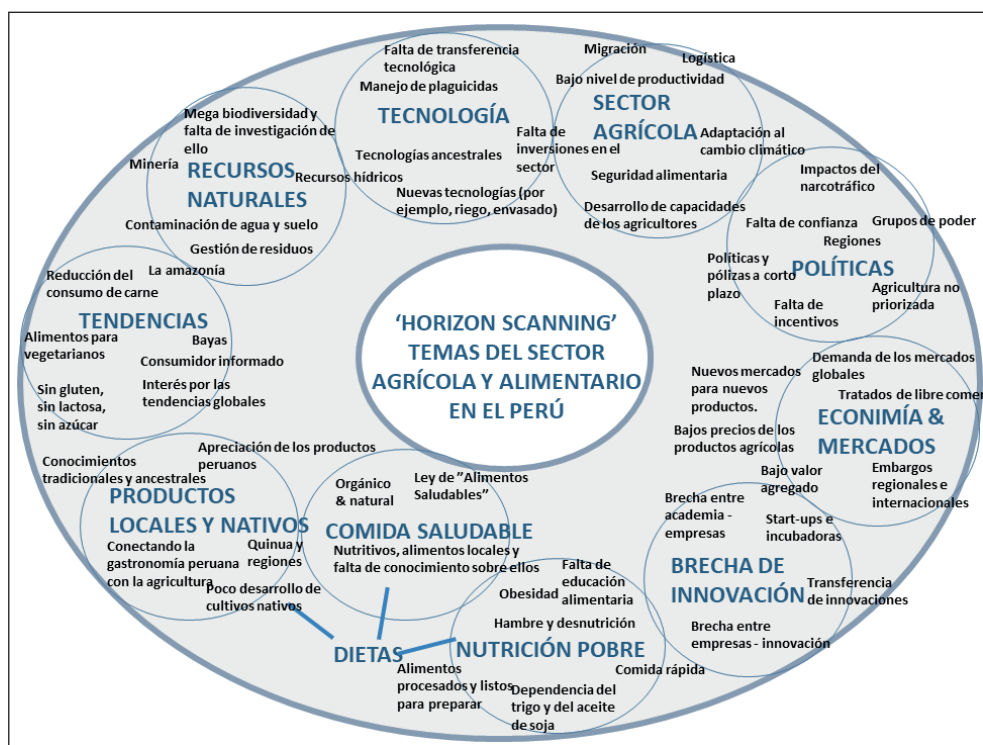 Falta de transferencia
tecnológica
Manejo de plaguicidas
TECNOLOGÍA
Tecnologías ancestrales
Falta de
inversiones en el
sector
Nuevas tecnologías (por
ejemplo, riego, envasado)
Migración
Logística
Bajo nivel de productividad
SECTOR
AGRÍCOLA
Adaptación al
cambio climático
Seguridad alimentaria
Desarrollo de capacidades
de los agricultores
Mega biodiversidad y
falta de investigación de
ello
Minería
RECURSOS
NATURALES
Recursos hídricos
Contaminación de agua y suelo
Gestión de residuos
Impactos del
narcotráfico
Falta de confianza
Grupos de poder
Regiones
Políticas y
pólizas a corto
plazo
POLÍTICAS
Agricultura no
priorizada
Falta de
incentivos
La amazonía
Reducción del
consumo de carne
TENDENCIAS
Alimentos para
vegetarianos
Bayas
Consumidor informado
Sin gluten,
sin lactosa,
sin azúcar
Interés por las
tendencias globales
‘HORIZON SCANNING’
TEMAS DEL SECTOR
AGRÍCOLA Y ALIMENTARIO
EN EL PERÚ
Demanda de los mercados
globales
Nuevos mercados
para nuevos
productos.
Tratados de libre comer
ECONIMÍA &
MERCADOS
Bajos precios de los
productos agrícolas
Bajo valor
agregado
Embargos
regionales e
internacionales
Apreciación de los productos
peruanos
Conocimientos
tradicionales y ancestrales
PRODUCTOS
LOCALES Y NATIVOS
Conectando la
gastronomía peruana
con la agricultura
Quinua y
regiones
Poco desarrollo de
cultivos nativos
Orgánico
& natural
Ley de ”Alimentos
Saludables”
COMIDA SALUDABLE
Nutritivos, alimentos locales y
falta de conocimiento sobre ellos
Brecha entre
academia -
empresas
Start-ups e
incubadoras
BRECHA DE
INNOVACIÓN
Transferencia
de innovaciones
Brecha entre
empresas - innovación
DIETAS
Falta de
educación
alimentaria
Obesidad
Hambre y desnutrición
NUTRICIÓN POBRE
Comida rápida
Alimentos
procesados y listos
para preparar
Dependencia del
trigo y del aceite
de soja